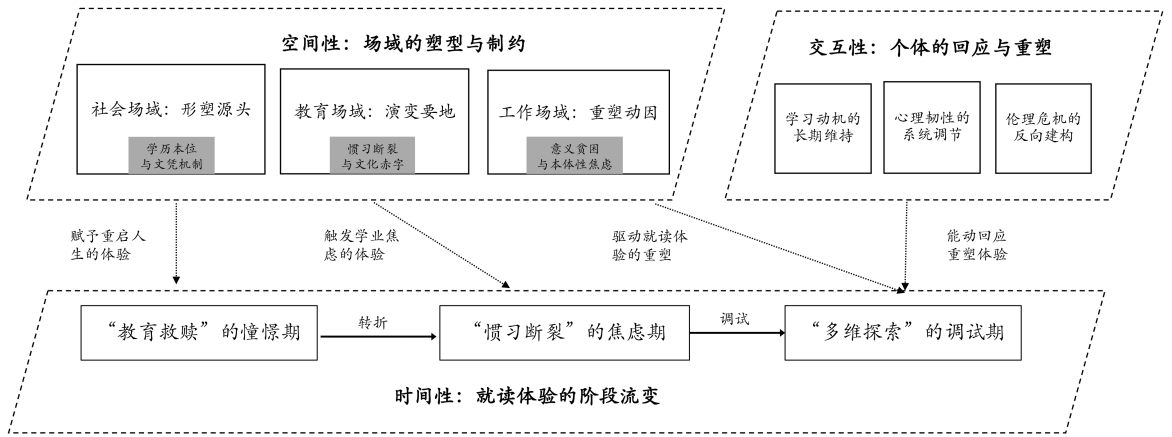 空间性：场域的塑型与制约
社会场域：形塑源头
学历本位
与文凭机制
教育场域：演变要地
惯习断裂
与文化赤字
工作场域：重塑动因
意义贫困
与本体性焦虑
交互性：个体的回应与重塑
学习动机的
长期维持
心理韧性的
系统调节
伦理危机的
反向建构
赋予重启人
生的体验
触发学业焦
虑的体验
驱动就读体
验的重塑
能动回应
重塑体验
“教育救赎”的憧憬期
转折
“惯习断裂”的焦虑期
调试
“多维探索”的调试期
时间性：就读体验的阶段流变